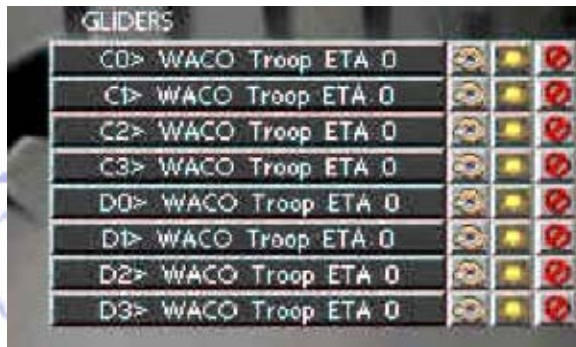 GLIDERS
C0> WACO Troop ETA 0
C1> WACO Troop ETA 0
C2> WACO Troop ETA 0
C3> WACO Troop ETA 0
D0> WACO Troop ETA 0
D1> WACO Troop ETA 0
D2> WACO Troop ETA 0
D3> WACO Troop ETA 0